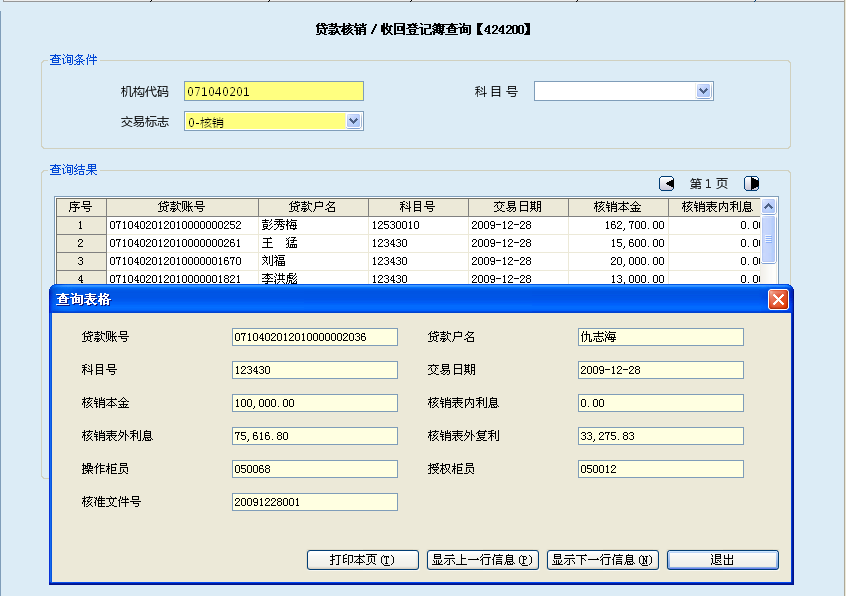 贷款核销/收回登记簿查询【424200】
查询条件
机构代码 071040201 科目号
交易标志 0-核销
查询结果
第1页
序号 贷款账号 贷款户名 科目号 交易日期 核销本金 核销表内利息
1 0710402012010000000252 彭秀梅 12530010 2009-12-28 162,700.00 0.00
2 0710402012010000000261 王 猛 123430 2009-12-28 15,600.00 0.00
3 0710402012010000001670 刘福 123430 2009-12-28 20,000.00 0.00
4 0710402012010000001821 李洪彪 123430 2009-12-28 13,000.00 0.00
查询表格
贷款账号 0710402012010000002036 贷款户名 仇志海
科目号 123430 交易日期 2009-12-28
核销本金 100,000.00 核销表内利息 0.00
核销表外利息 75,616.80 核销表外复利 33,275.83
操作柜员 050068 授权柜员 050012
核准文件号 20091228001
打印本页(T) 显示上一行信息(P) 显示下一行信息(N) 退出